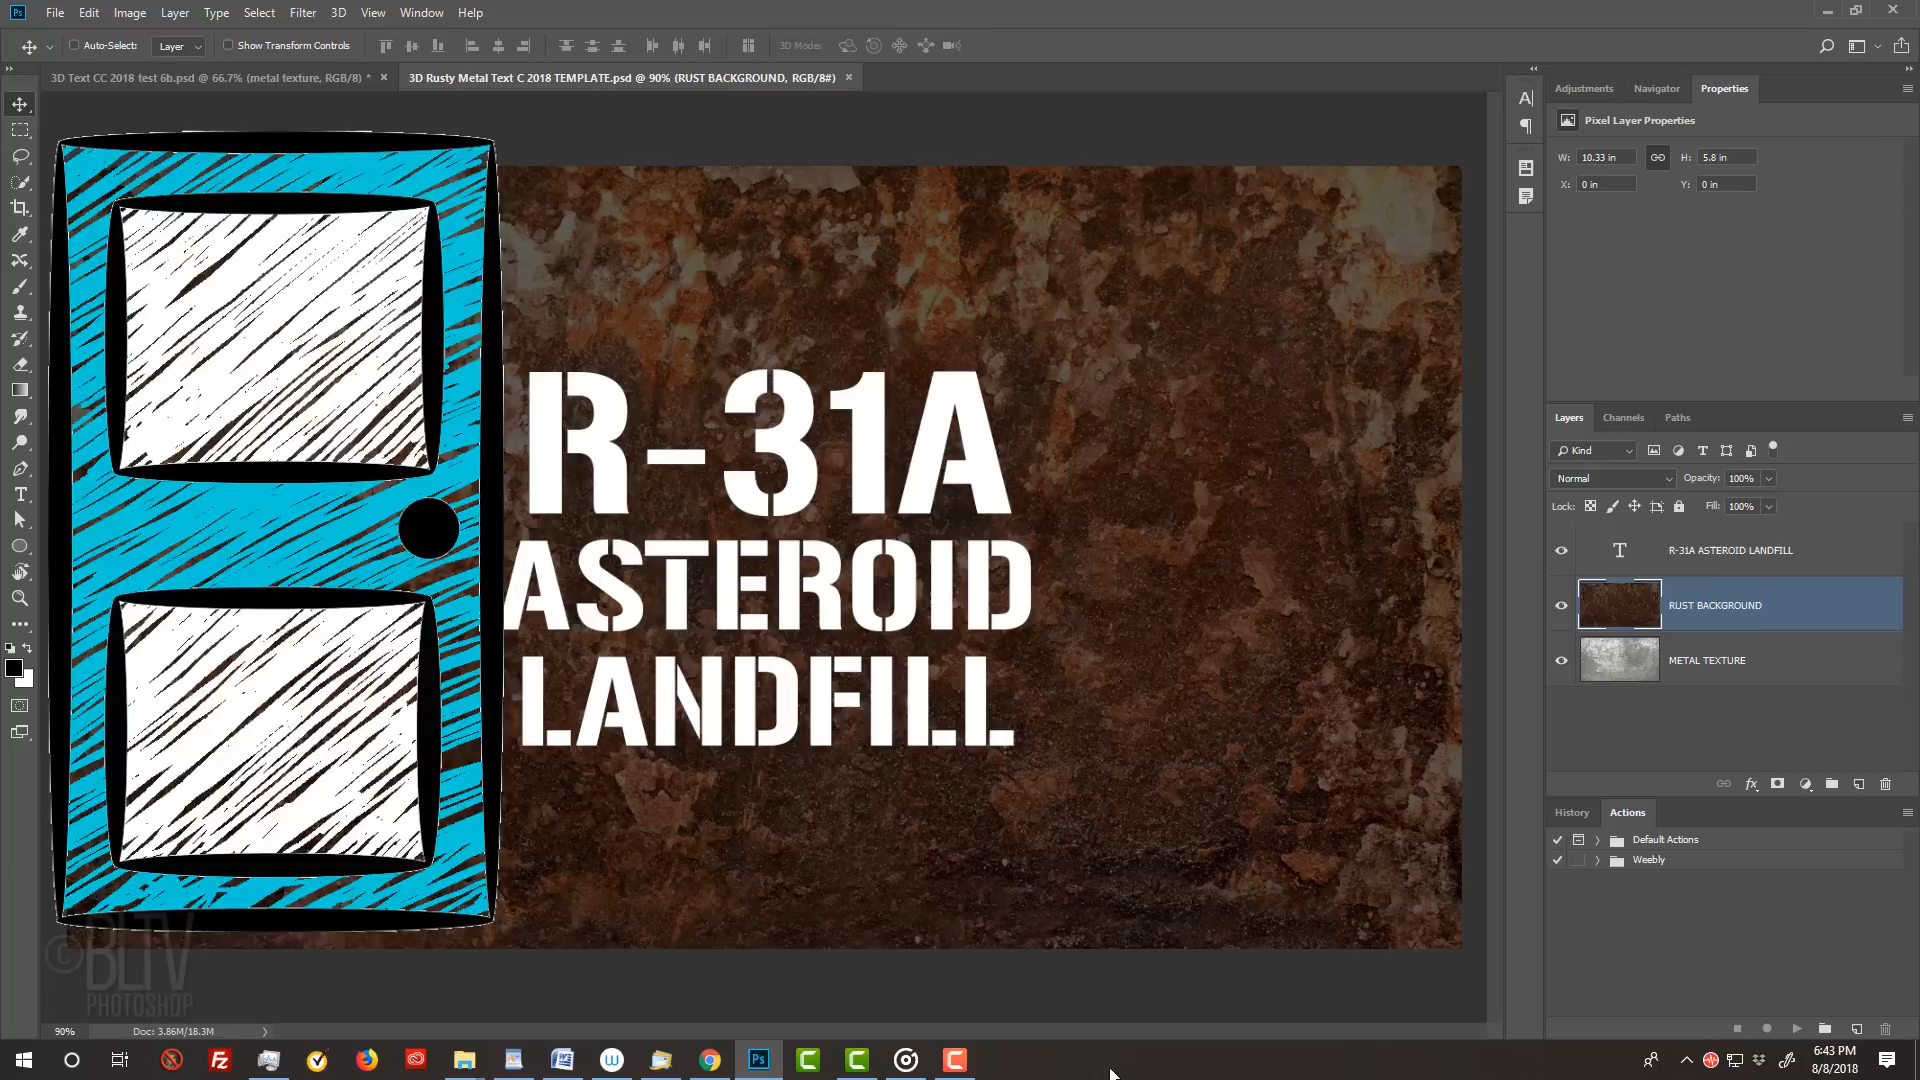 File Edit Image Layer Type Select Filter 3D View Window Help
Auto-Select: Layer Show Transform Controls 3D Mode:
3D Text CC 2018 test 6b.psd @ 66.7% (metal texture, RGB/8) * 3D Rusty Metal Text C 2018 TEMPLATE.psd @ 90% (RUST BACKGROUND, RGB/8#)
Adjustments Navigator Properties
Pixel Layer Properties
W: 10.33 in H: 5.8 in
X: 0 in Y: 0 in
R-31A
ASTEROID
LANDFILL
Layers Channels Paths
Kind
Normal Opacity: 100%
Lock: Fill: 100%
R-31A ASTEROID LANDFILL
RUST BACKGROUND
METAL TEXTURE
History Actions
Default Actions
Weebly
© BLTV
PHOTOSHOP
90% Doc: 3.86M/18.3M
6:43 PM
8/8/2018